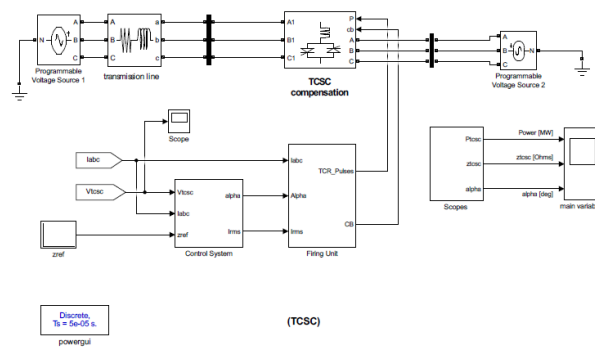 A A a A1 P
cb
N B B b B1 A A
B B N
C C c C1 C C
Programmable
Voltage Source 1
transmission line
TCSC
compensation
Programmable
Voltage Source 2
Scope
Iabc
Vtcsc
zref
Vtcsc
Iabc
zref
alpha
Irms
Control System
Iabc
Alpha
Irms
TCR_Pulses
CB
Firing Unit
Ptcsc
ztcsc
alpha
Scopes
Power [MW]
ztcsc [Ohms]
alpha [deg]
main variab
Discrete,
Ts = 5e-05 s.
powergui
(TCSC)